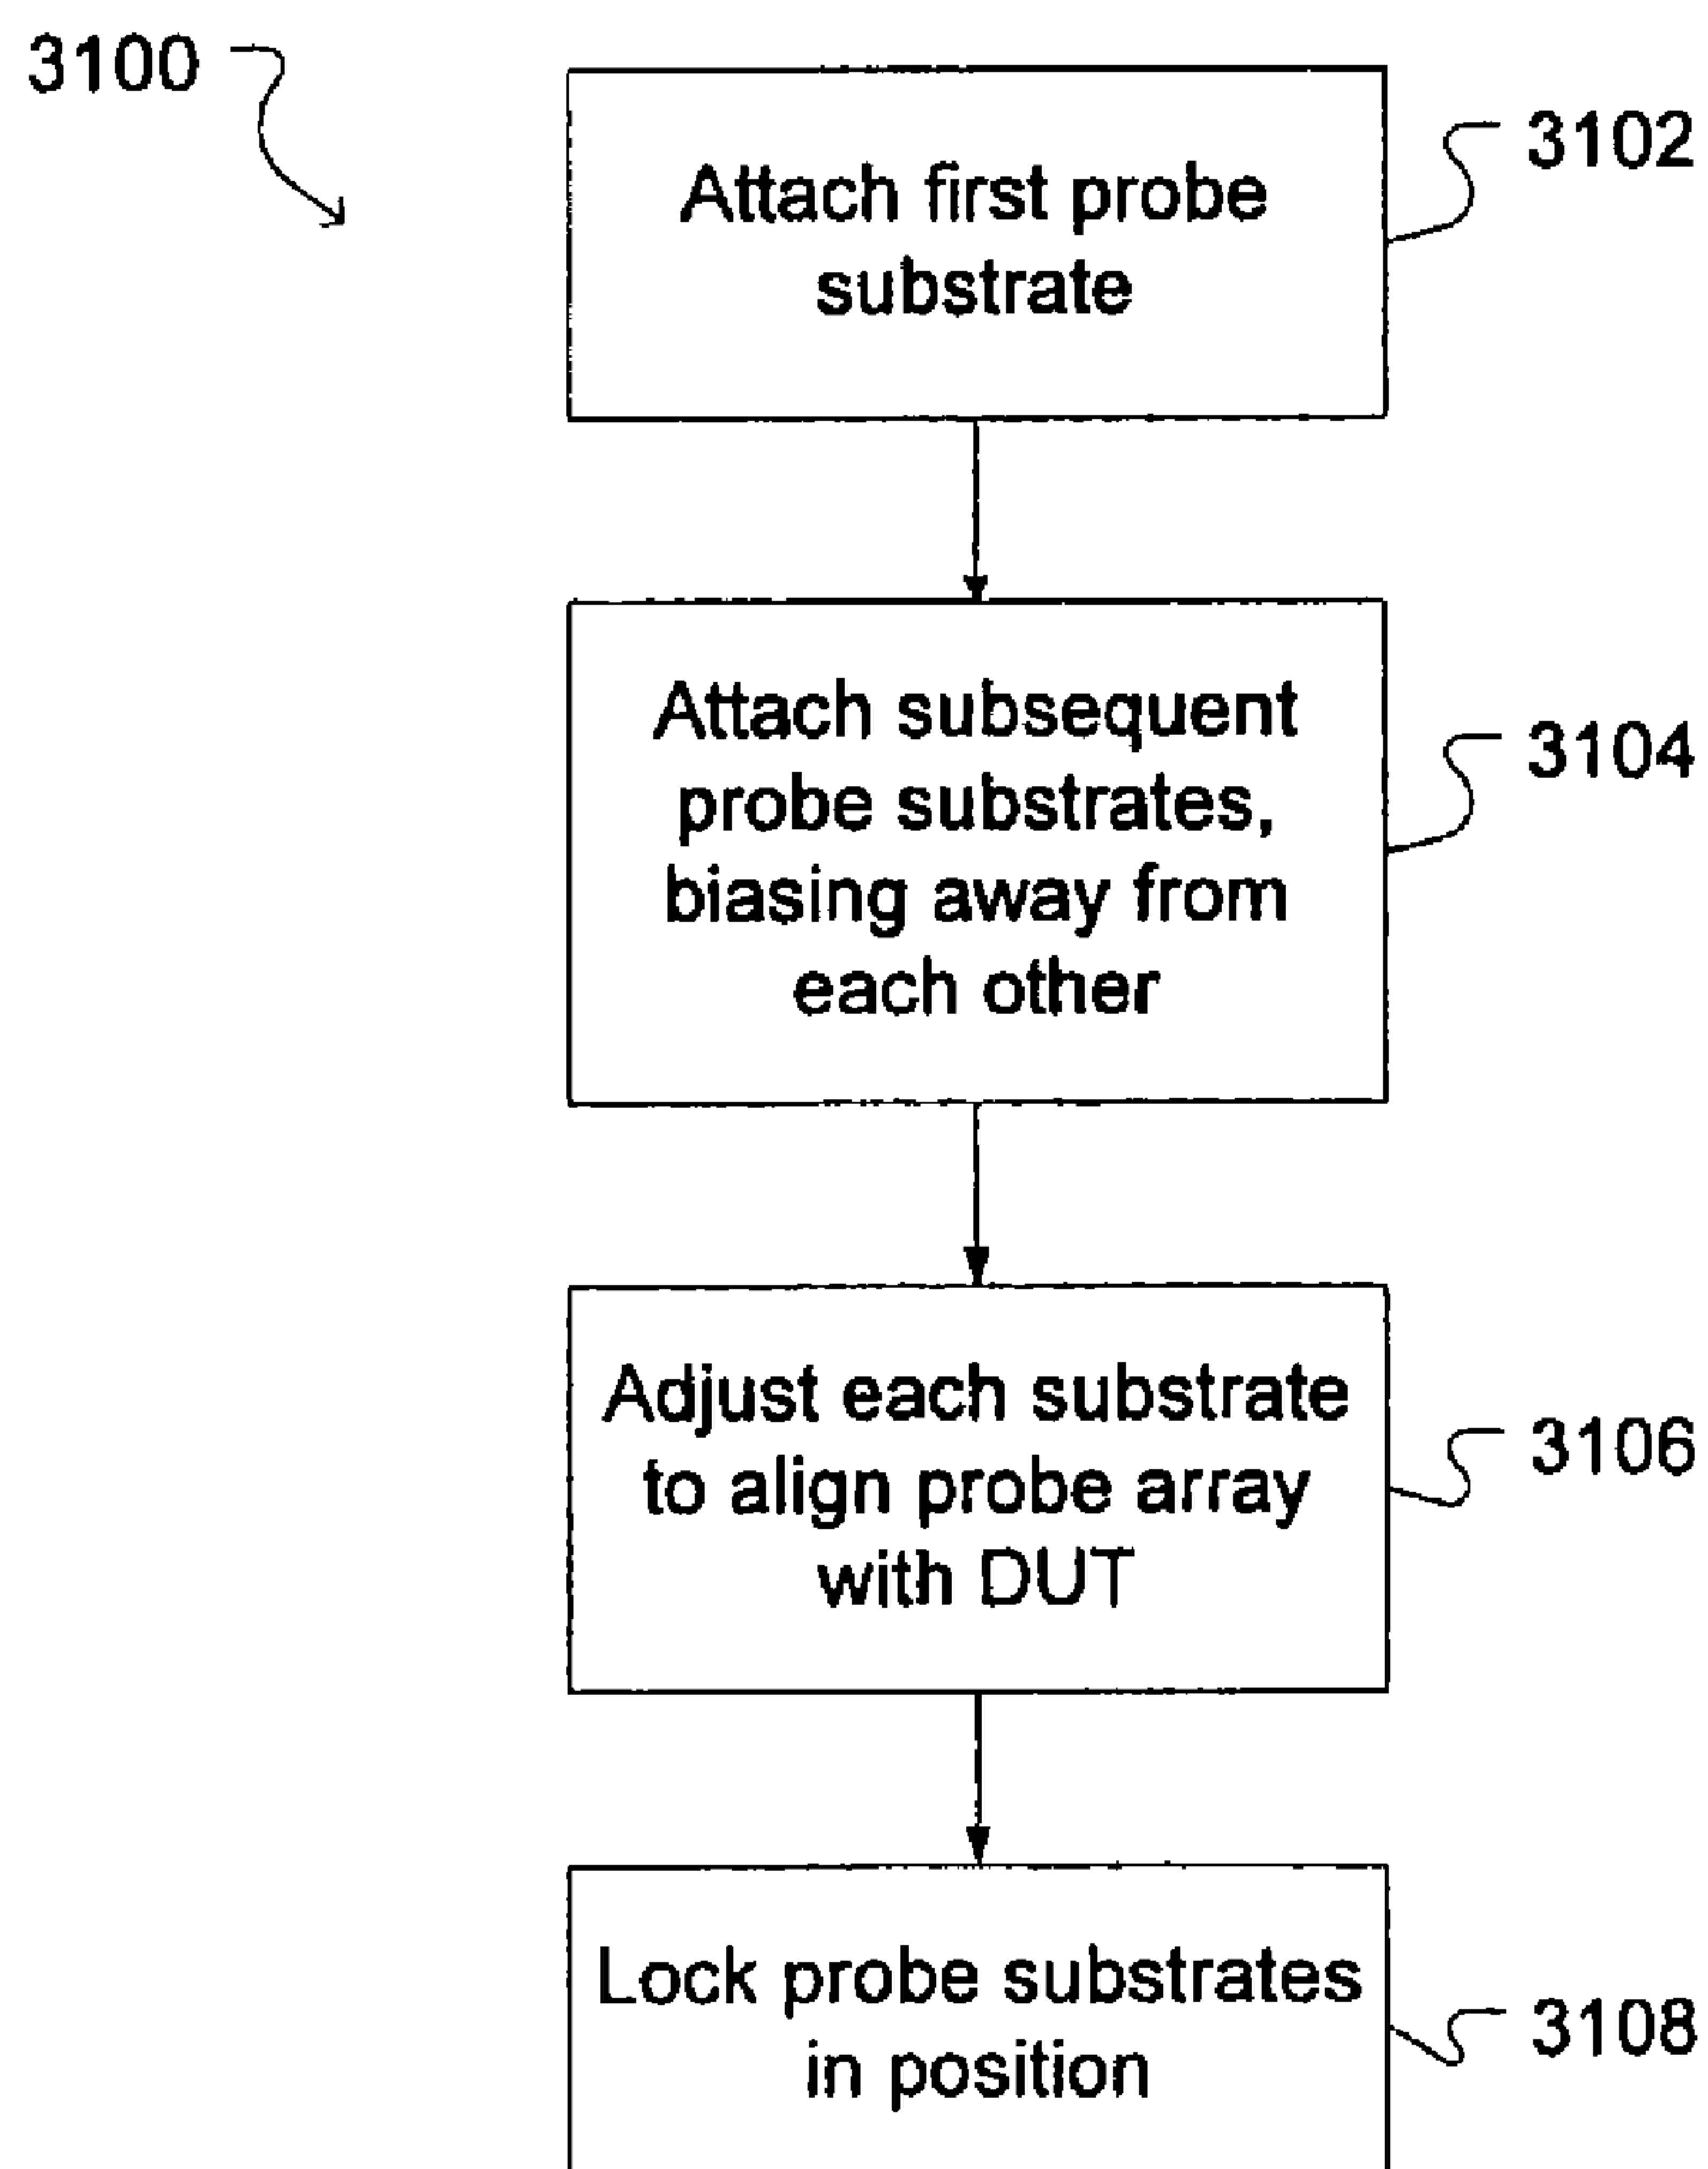 3100
Attach first probe
substrate
3102
Attach subsequent
probe substrates,
biasing away from
each other
3104
Adjust each substrate
to align probe array
with DUT
3106
Lock probe substrates
in position
3108